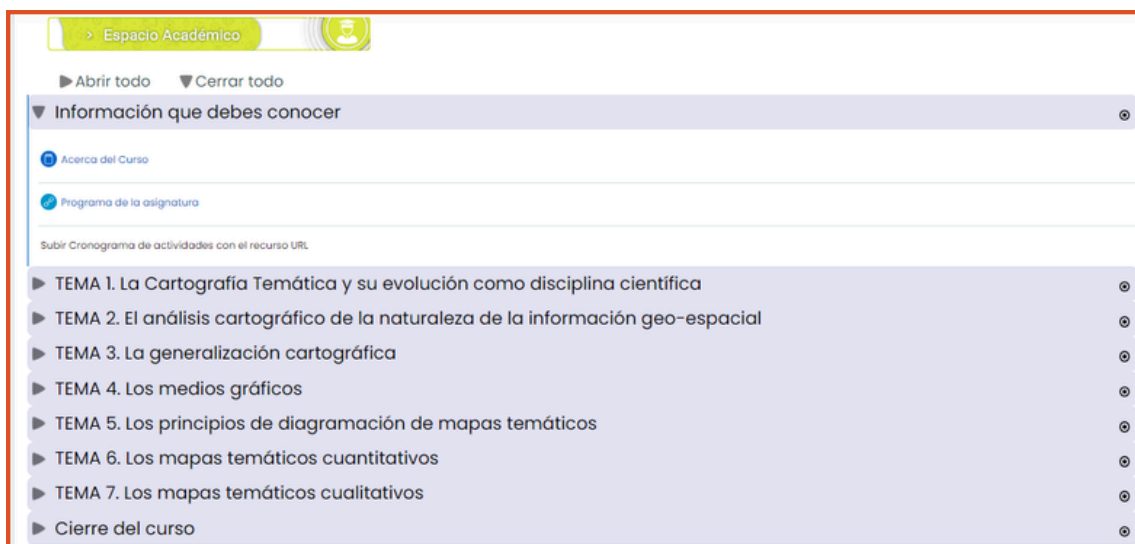 > Espacio Académico
Abrir todo Cerrar todo
Información que debes conocer
Acerca del Curso
Programa de la asignatura
Subir Cronograma de actividades con el recurso URL
TEMA 1. La Cartografía Temática y su evolución como disciplina científica
TEMA 2. El análisis cartográfico de la naturaleza de la información geo-espacial
TEMA 3. La generalización cartográfica
TEMA 4. Los medios gráficos
TEMA 5. Los principios de diagramación de mapas temáticos
TEMA 6. Los mapas temáticos cuantitativos
TEMA 7. Los mapas temáticos cualitativos
Cierre del curso